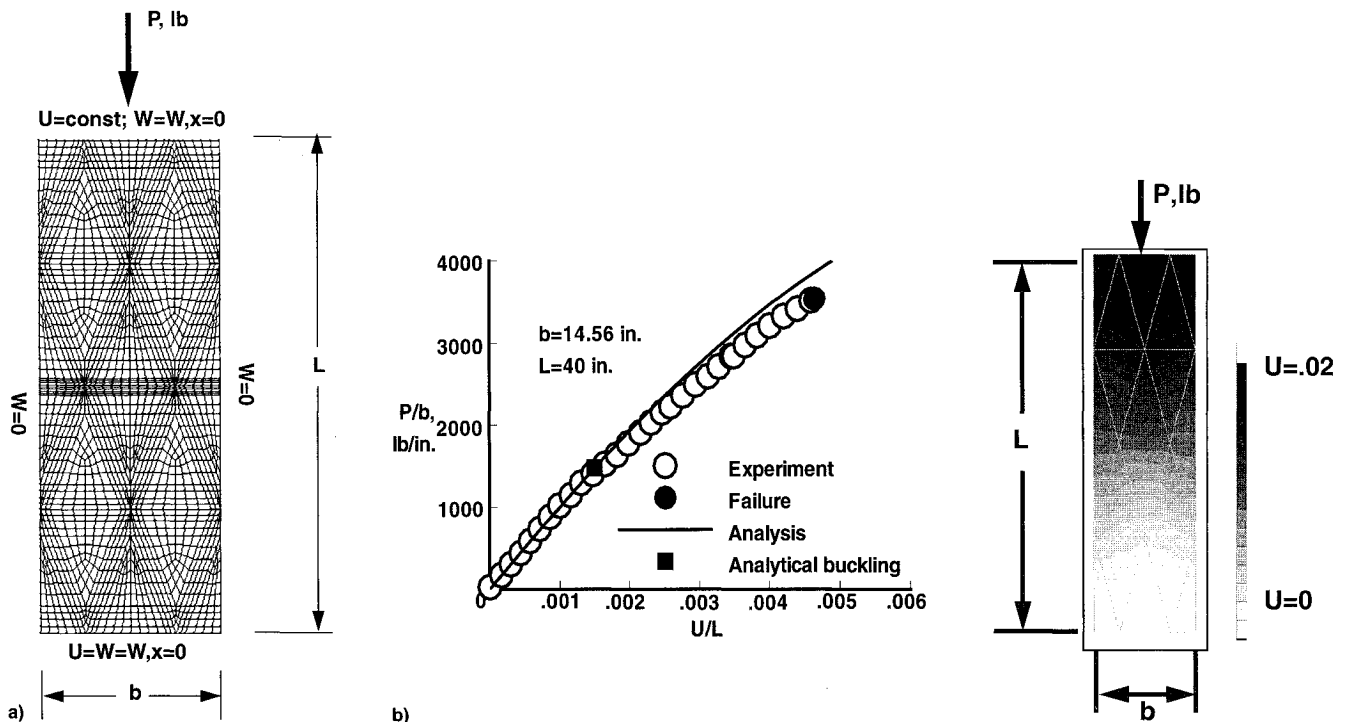 P, lb
U=const; W=W,x=0
L
W=0
W=0
U=W=W,x=0
b
a)
4000
3000
2000
1000
0
P/b,
lb/in.
b=14.56 in.
L=40 in.
Experiment
Failure
Analysis
Analytical buckling
.001
.002
.003
.004
.005
.006
U/L
b)
P,lb
L
U=.02
U=0
b